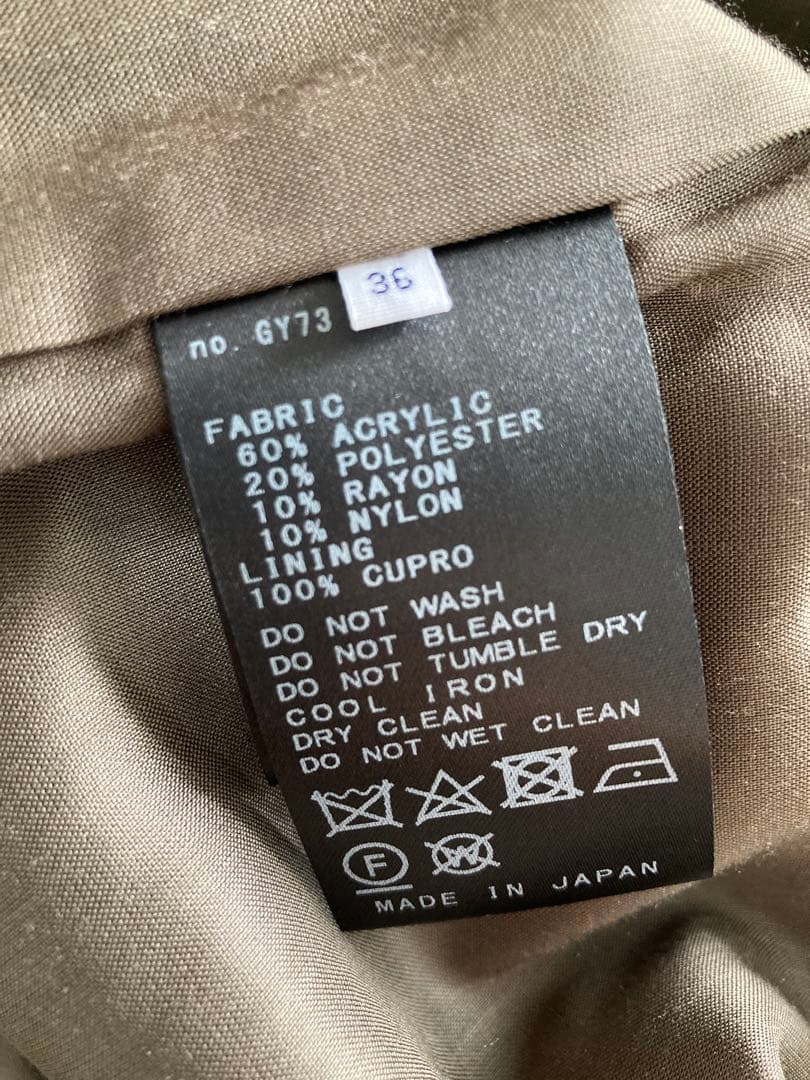 36
no. GY73
FABRIC
60% ACRYLIC
20% POLYESTER
10% RAYON
10% NYLON
LINING
100% CUPRO
DO NOT WASH
DO NOT BLEACH
DO NOT TUMBLE DRY
COOL IRON
DRY CLEAN
DO NOT WET CLEAN
F W
MADE IN JAPAN